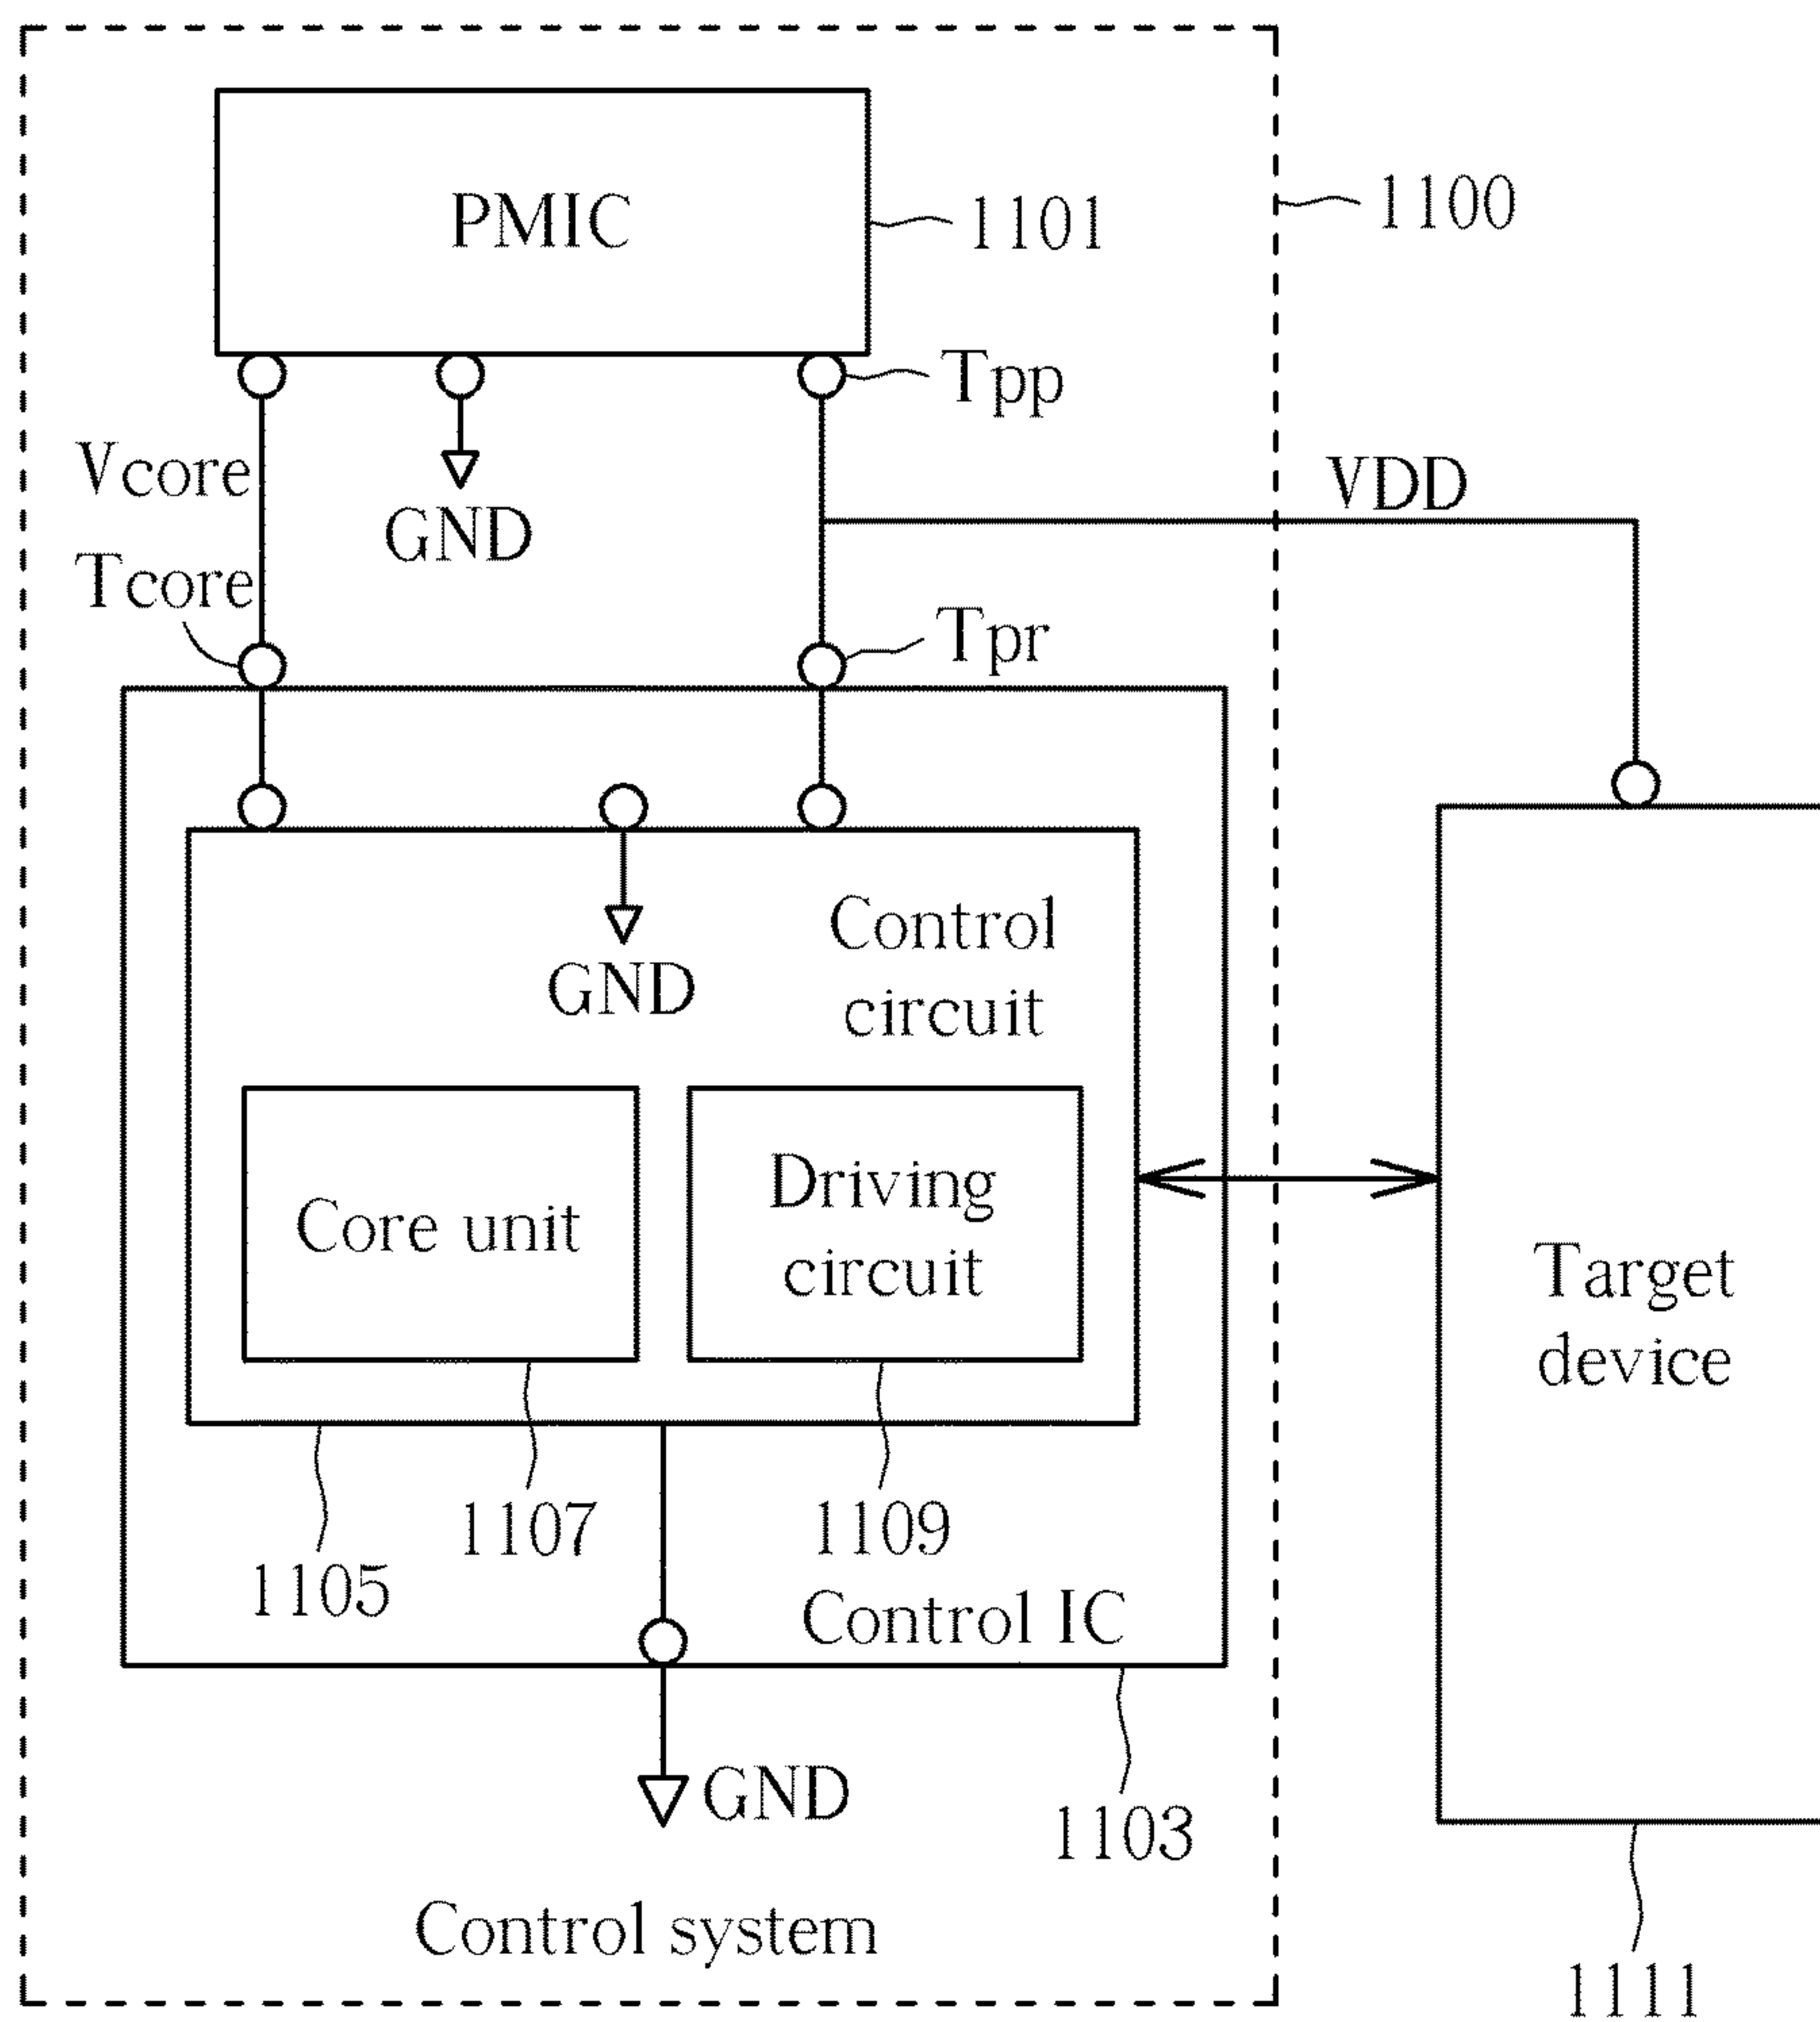 PMIC
1101
1100
Tpp
Vcore
GND
VDD
Tcore
Tpr
Control
circuit
GND
Core unit
Driving
circuit
Target
device
1107
1109
1105
Control IC
GND
1103
Control system
1111